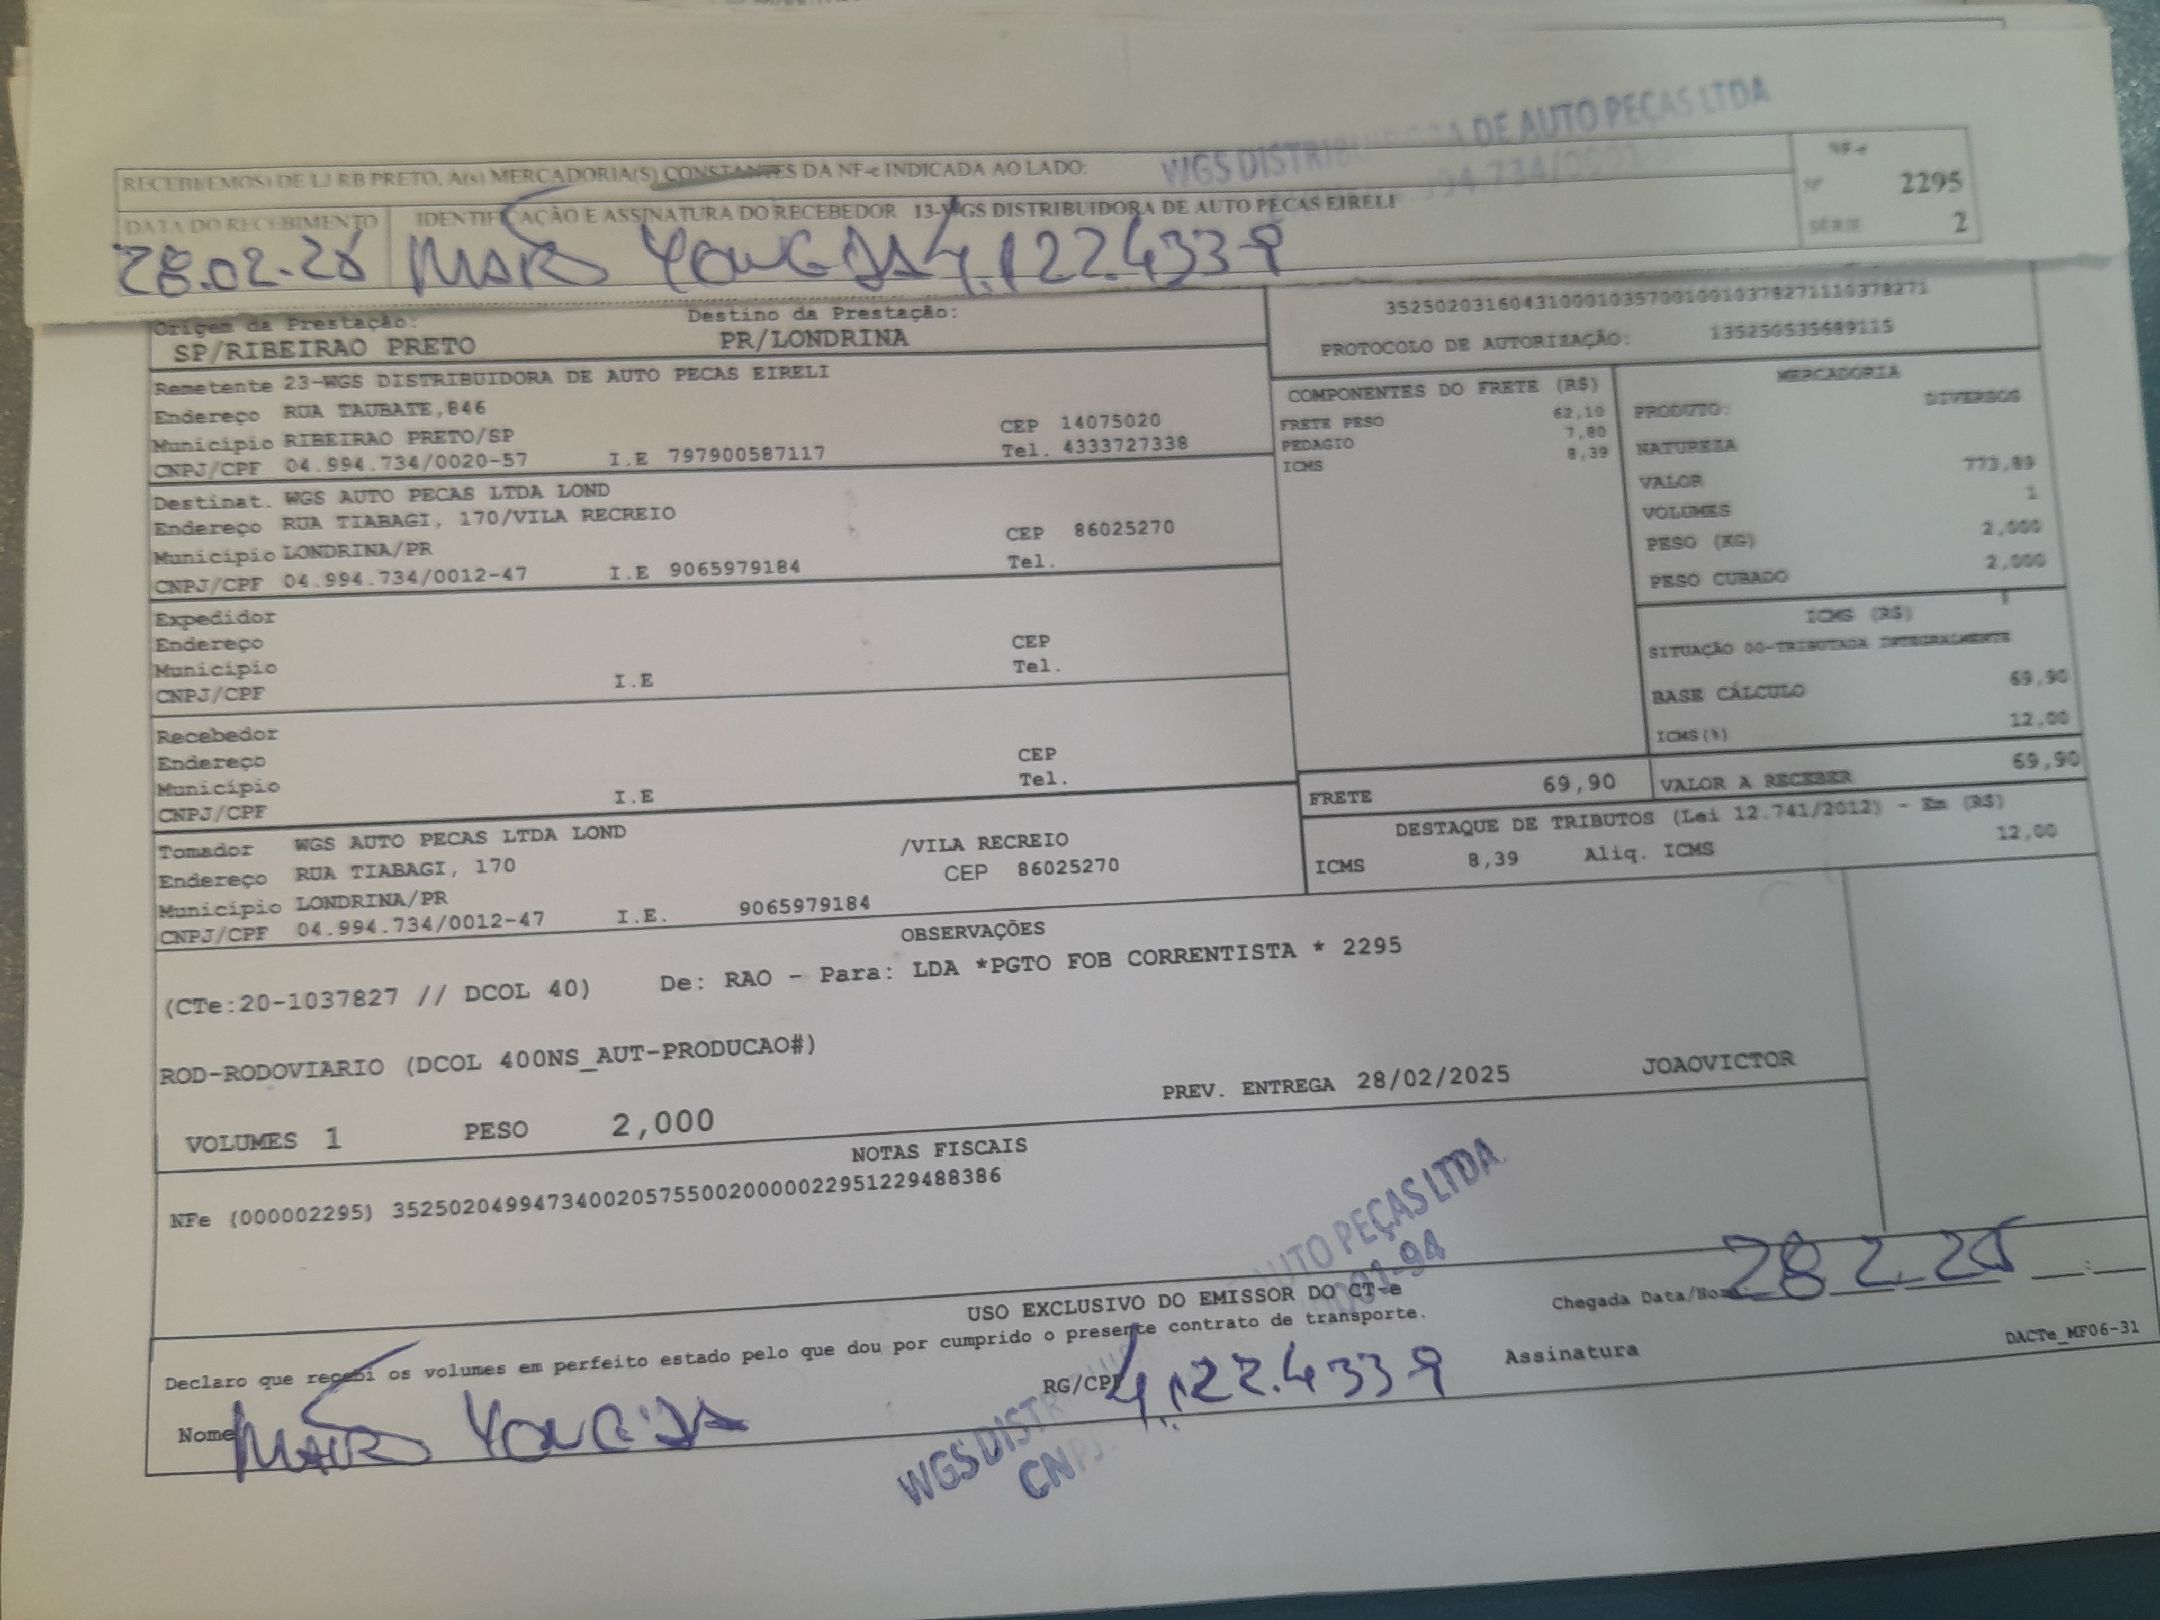 WGS DISTRIBUIDORA DE AUTO PEÇAS LTDA
RECEBI(EMOS) DE LJ RB PRETO, A(s) MERCADORIA(S) CONSTANTES DA NF-e INDICADA AO LADO:
NF-e
Nº 2295
SÉRIE 2
DATA DO RECEBIMENTO IDENTIFICAÇÃO E ASSINATURA DO RECEBEDOR 13-WGS DISTRIBUIDORA DE AUTO PECAS EIRELI
28.02.25 4.122.4339
Origem da Prestação: Destino da Prestação:
SP/RIBEIRAO PRETO PR/LONDRINA
PROTOCOLO DE AUTORIZAÇÃO: 135250535689115
Remetente 23-WGS DISTRIBUIDORA DE AUTO PECAS EIRELI
Endereço RUA TAUBATE,846
Município RIBEIRAO PRETO/SP CEP 14075020
CNPJ/CPF 04.994.734/0020-57 I.E 797900587117 Tel. 4333727338
Destinat. WGS AUTO PECAS LTDA LOND
Endereço RUA TIABAGI, 170/VILA RECREIO
Município LONDRINA/PR CEP 86025270
CNPJ/CPF 04.994.734/0012-47 I.E 9065979184 Tel.
Expedidor
Endereço
Município CEP
CNPJ/CPF I.E Tel.
Recebedor
Endereço
Município CEP
CNPJ/CPF I.E Tel.
Tomador WGS AUTO PECAS LTDA LOND
Endereço RUA TIABAGI, 170 /VILA RECREIO
Município LONDRINA/PR CEP 86025270
CNPJ/CPF 04.994.734/0012-47 I.E. 9065979184
COMPONENTES DO FRETE (R$)
FRETE PESO 62,10
PEDAGIO 7,80
ICMS 8,39
MERCADORIA
PRODUTO: DIVERSOS
NATUREZA
VALOR 773,89
VOLUMES 1
PESO (KG) 2,000
PESO CUBADO 2,000
ICMS (R$)
SITUAÇÃO 00-TRIBUTADA INTEGRALMENTE
BASE CÁLCULO 69,90
ICMS(%) 12,00
FRETE 69,90 VALOR A RECEBER 69,90
DESTAQUE DE TRIBUTOS (Lei 12.741/2012) - Em (R$)
ICMS 8,39 Aliq. ICMS 12,00
OBSERVAÇÕES
(CTe:20-1037827 // DCOL 40) De: RAO - Para: LDA *PGTO FOB CORRENTISTA * 2295
ROD-RODOVIARIO (DCOL 400NS_AUT-PRODUCAO#)
PREV. ENTREGA 28/02/2025 JOAOVICTOR
VOLUMES 1 PESO 2,000
NOTAS FISCAIS
NFe (000002295) 35250204994734002057550020000022951229488386
USO EXCLUSIVO DO EMISSOR DO CT-e
Declaro que recebi os volumes em perfeito estado pelo que dou por cumprido o presente contrato de transporte.
Chegada Data/Hora 28 2 25
Nome RG/CPF 4.122.4339 Assinatura
DACTe_MF06-31